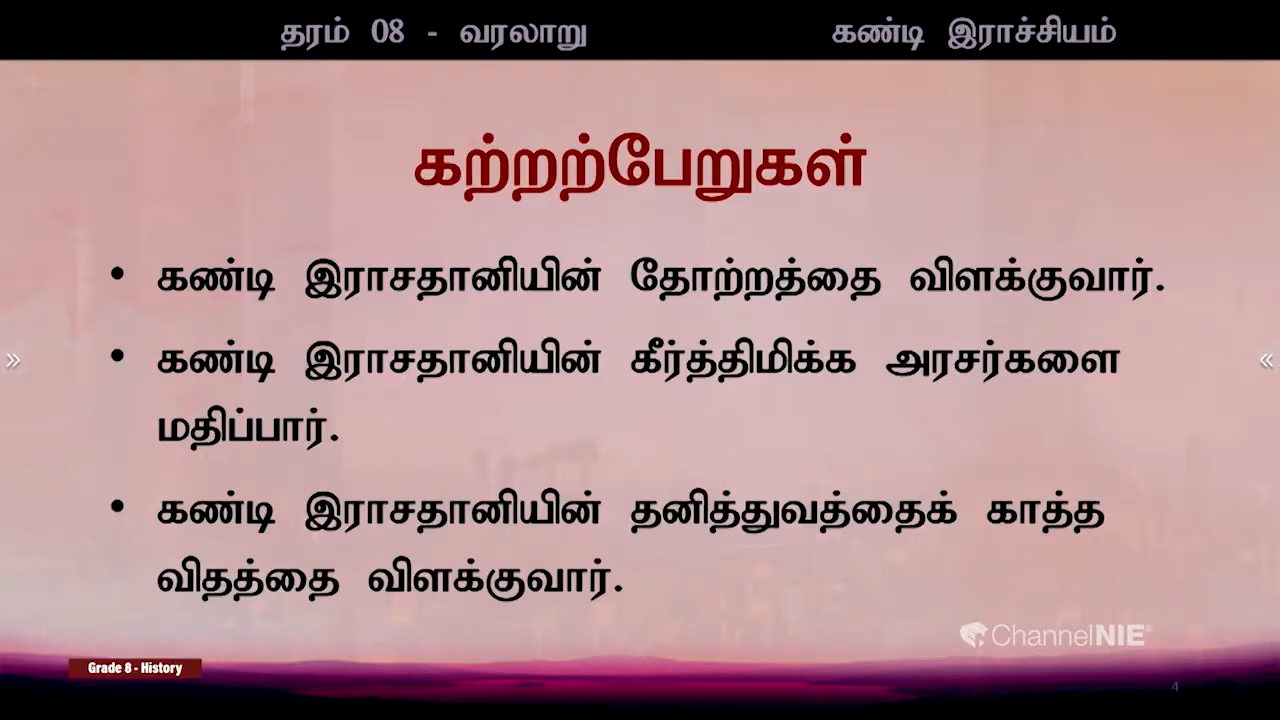 தரம் 08 - வரலாறு கண்டி இராச்சியம்
கற்றற்பேறுகள்
• கண்டி இராசதானியின் தோற்றத்தை விளக்குவார்.
• கண்டி இராசதானியின் கீர்த்திமிக்க அரசர்களை
மதிப்பார்.
• கண்டி இராசதானியின் தனித்துவத்தைக் காத்த
விதத்தை விளக்குவார்.
ChannelNIE®
Grade 8 - History
4